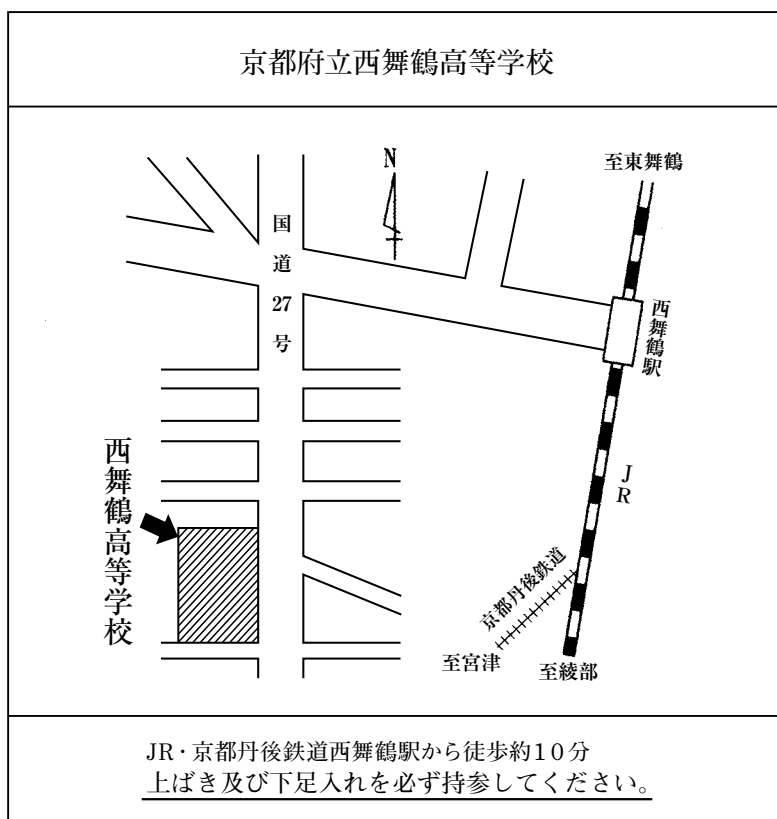 京都府立西舞鶴高等学校
N
至東舞鶴
国道27号
西舞鶴駅
西舞鶴高等学校
JR
京都丹後鉄道
至宮津
至綾部
JR・京都丹後鉄道西舞鶴駅から徒歩約10分
上ばき及び下足入れを必ず持参してください。